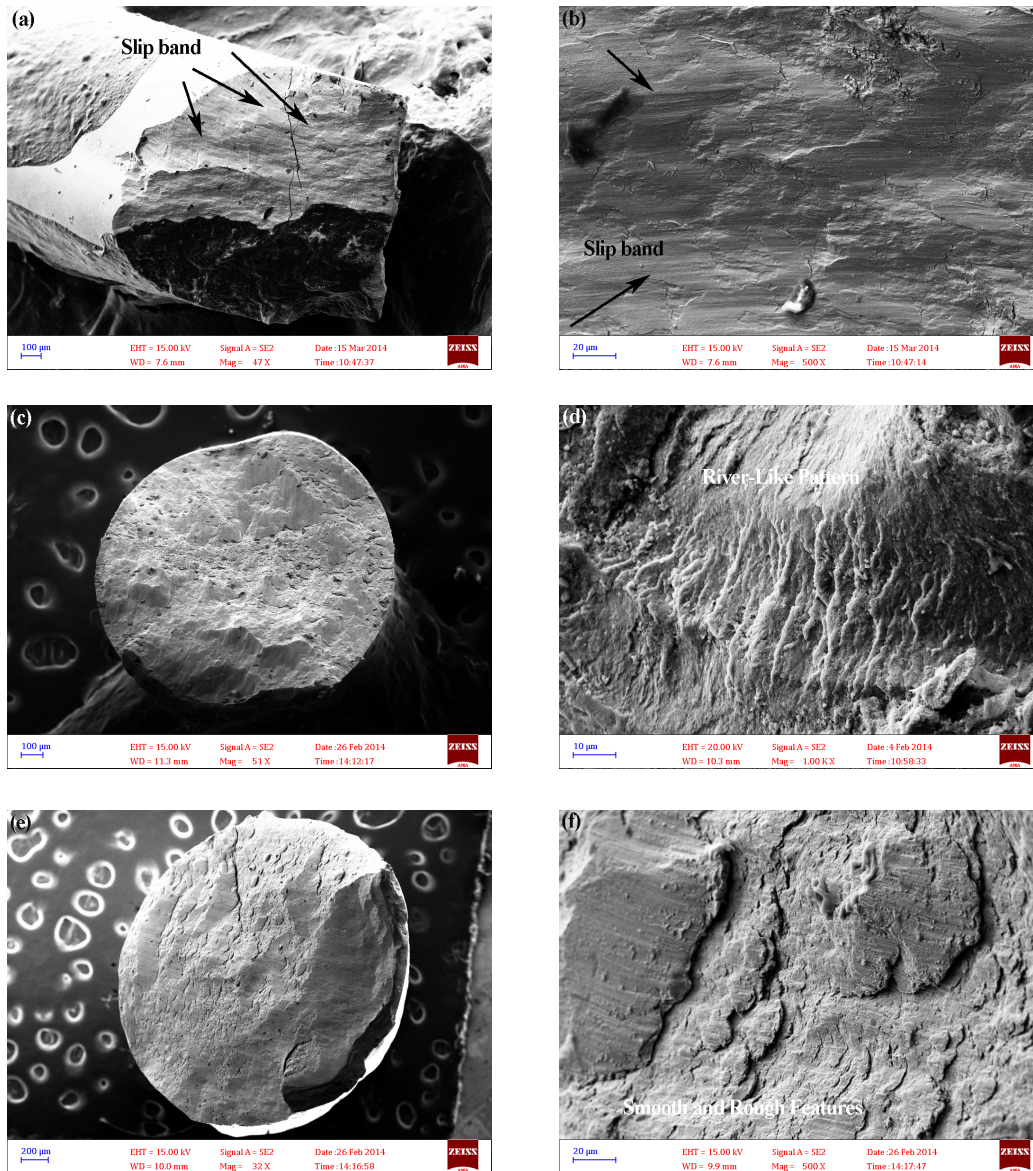 (a)
Slip band
100 µm
EHT = 15.00 kV Signal A = SE2 Date :15 Mar 2014
WD = 7.6 mm Mag = 47 X Time :10:47:37
ZEISS
(b)
Slip band
20 µm
EHT = 15.00 kV Signal A = SE2 Date :15 Mar 2014
WD = 7.6 mm Mag = 500 X Time :10:47:14
ZEISS
(c)
100 µm
EHT = 15.00 kV Signal A = SE2 Date :26 Feb 2014
WD = 11.3 mm Mag = 51 X Time :14:12:17
ZEISS
(d)
River-Like Pattern
10 µm
EHT = 20.00 kV Signal A = SE2 Date :4 Feb 2014
WD = 10.3 mm Mag = 1.00 K X Time :10:58:33
ZEISS
(e)
200 µm
EHT = 15.00 kV Signal A = SE2 Date :26 Feb 2014
WD = 10.0 mm Mag = 32 X Time :14:16:58
ZEISS
(f)
Smooth and Rough Features
20 µm
EHT = 15.00 kV Signal A = SE2 Date :26 Feb 2014
WD = 9.9 mm Mag = 500 X Time :14:17:47
ZEISS